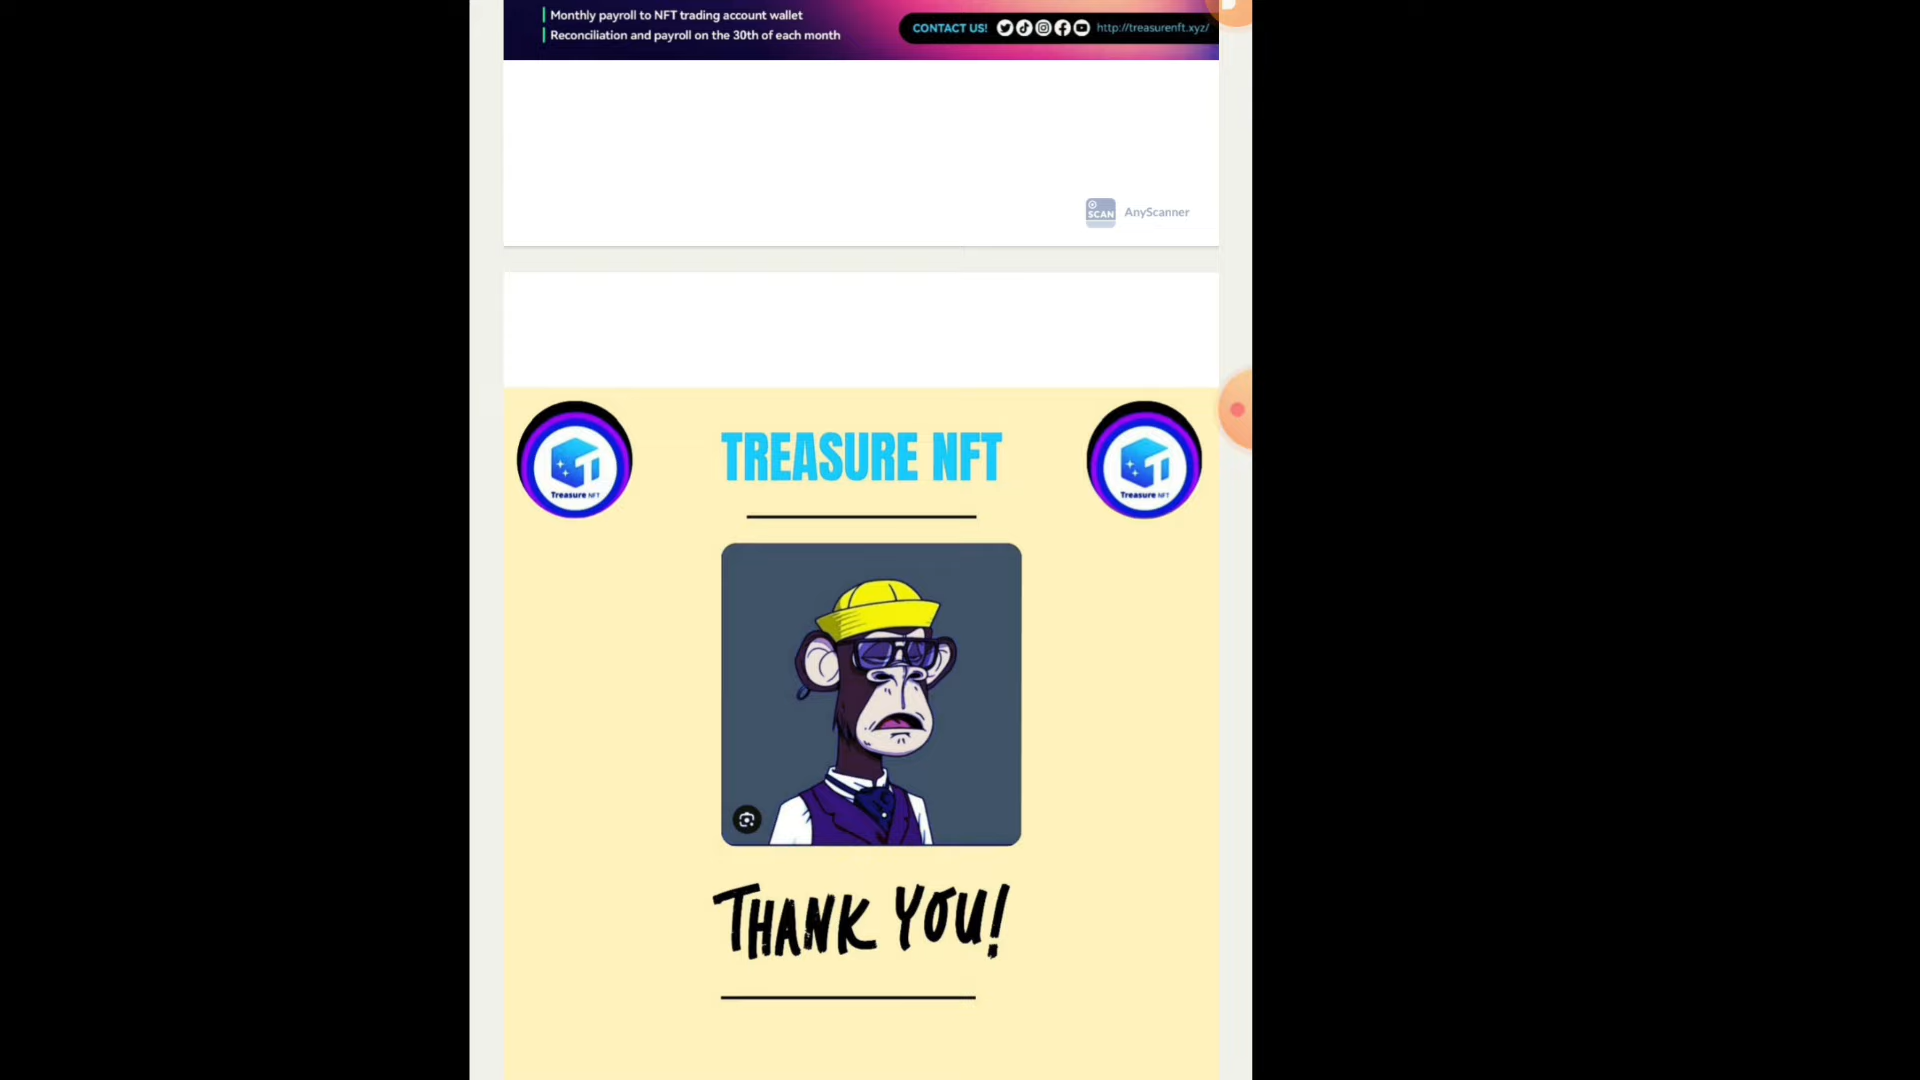 Monthly payroll to NFT trading account wallet
Reconciliation and payroll on the 30th of each month
CONTACT US! http://treasurenft.xyz/
SCAN AnyScanner
TREASURE NFT
Treasure NFT
Treasure NFT
THANK YOU!